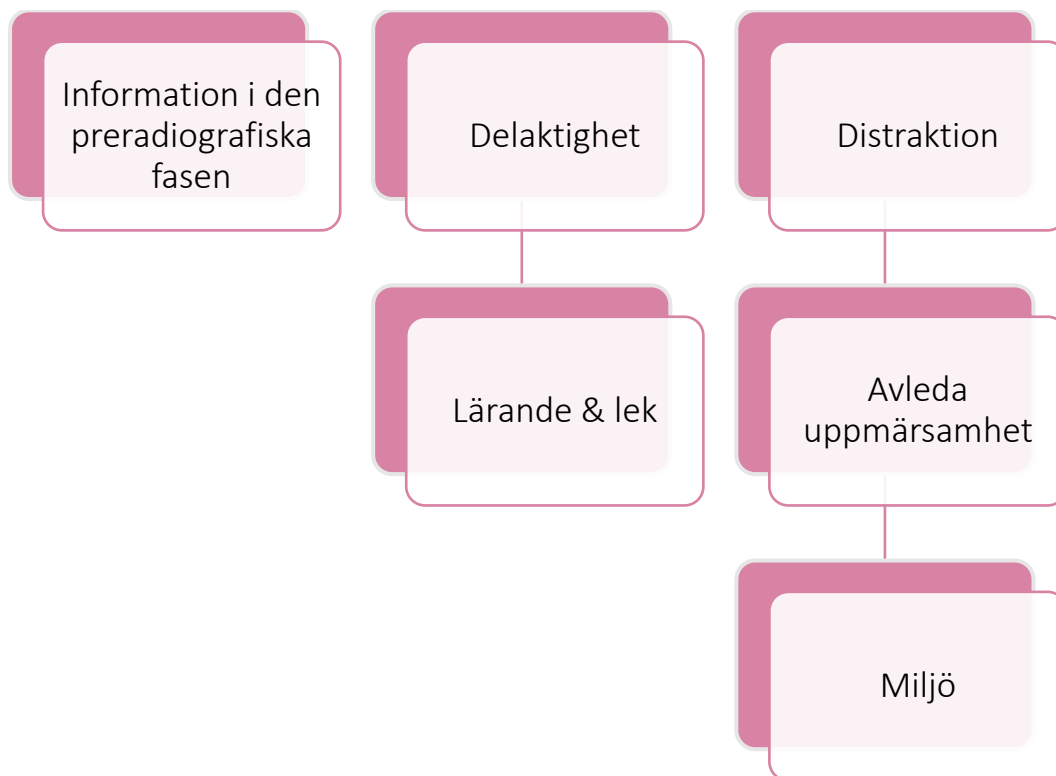 Information i den
preradiografiska
fasen
Delaktighet
Distraktion
Lärande & lek
Avleda
uppmärsamhet
Miljö